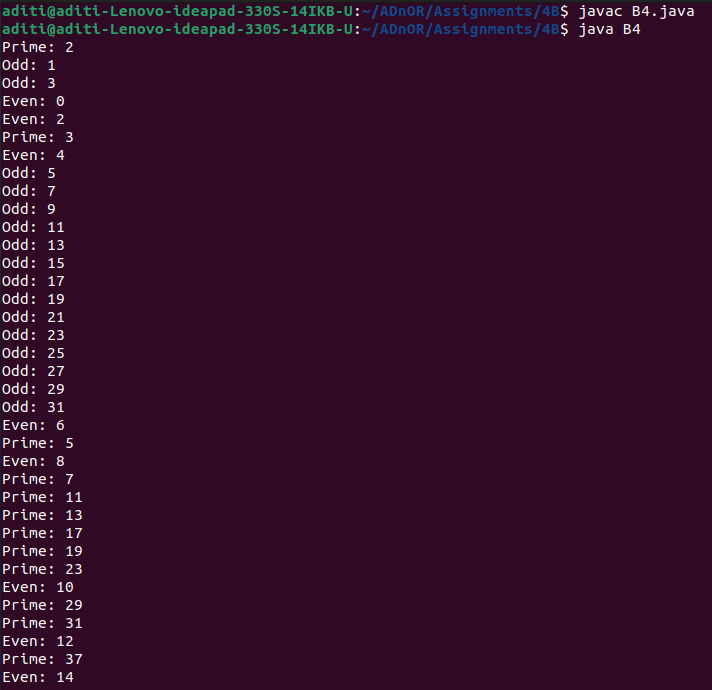 aditi@aditi-Lenovo-ideapad-330S-14IKB-U:~/ADnOR/Assignments/4B$ javac B4.java
aditi@aditi-Lenovo-ideapad-330S-14IKB-U:~/ADnOR/Assignments/4B$ java B4
Prime: 2
Odd: 1
Odd: 3
Even: 0
Even: 2
Prime: 3
Even: 4
Odd: 5
Odd: 7
Odd: 9
Odd: 11
Odd: 13
Odd: 15
Odd: 17
Odd: 19
Odd: 21
Odd: 23
Odd: 25
Odd: 27
Odd: 29
Odd: 31
Even: 6
Prime: 5
Even: 8
Prime: 7
Prime: 11
Prime: 13
Prime: 17
Prime: 19
Prime: 23
Even: 10
Prime: 29
Prime: 31
Even: 12
Prime: 37
Even: 14